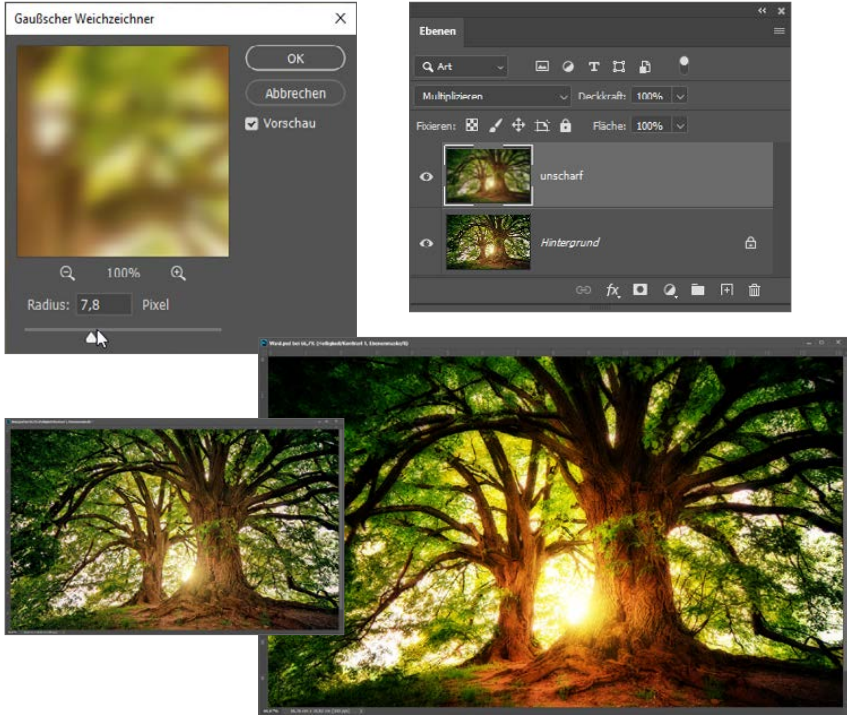 Gaußscher Weichzeichner
OK
Abbrechen
Vorschau
100%
Radius: 7,8 Pixel
Ebenen
Art
Multiplizieren
Deckkraft: 100%
Fixieren:
Fläche: 100%
unscharf
Hintergrund
fx